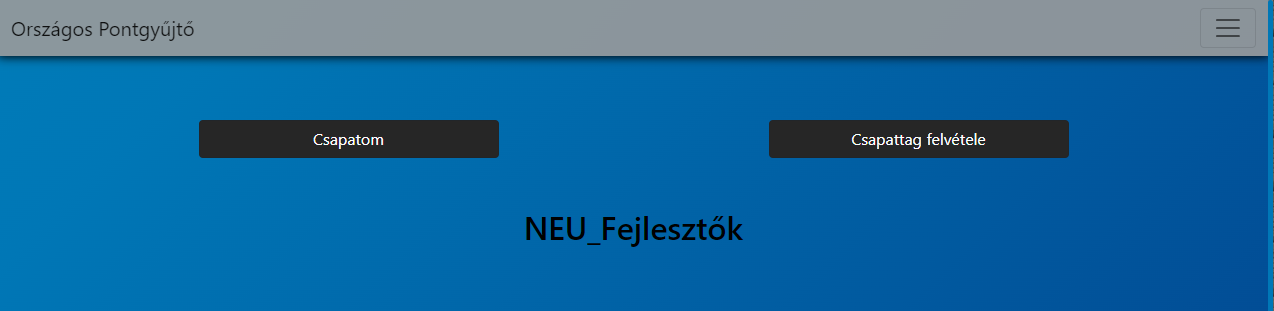 Országos Pontgyűjtő
Csapatom
Csapattag felvétele
NEU_Fejlesztők